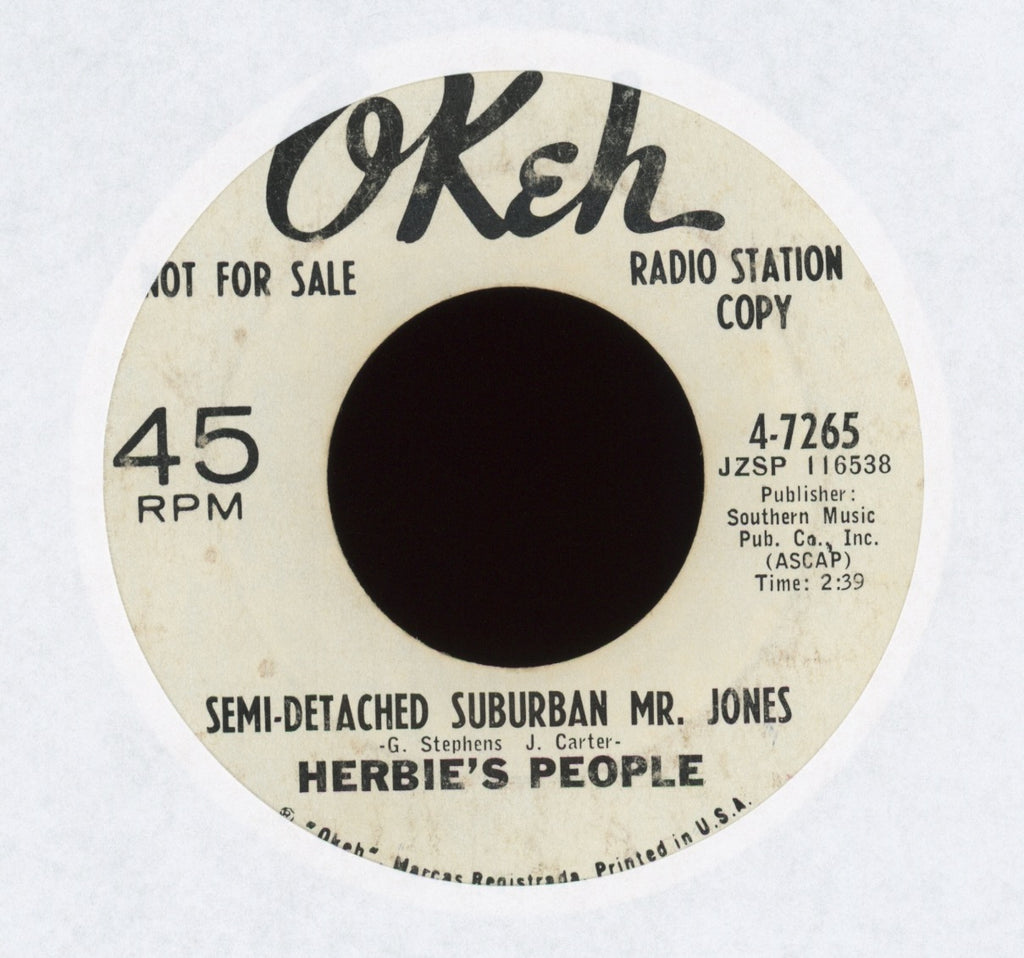 OKeh
NOT FOR SALE
RADIO STATION
COPY
45
RPM
4-7265
JZSP 116538
Publisher:
Southern Music
Pub. Co., Inc.
(ASCAP)
Time: 2:39
SEMI-DETACHED SUBURBAN MR. JONES
-G. Stephens J. Carter-
HERBIE'S PEOPLE
® "Okeh". Marcas Registrada. Printed in U.S.A.